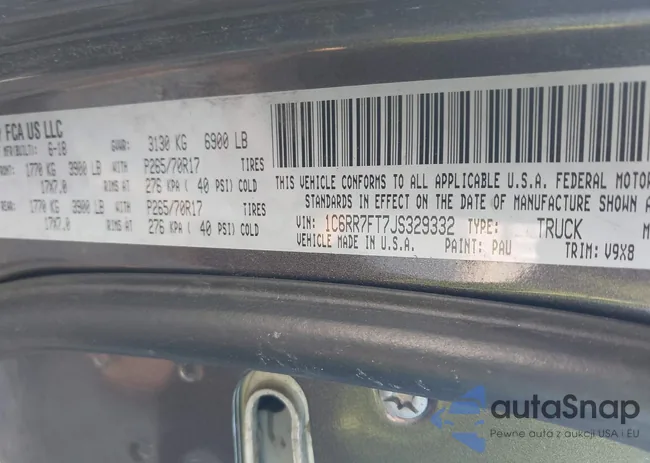 FCA US LLC
MFD(BUILT): 6-18 GVWR: 3130 KG 6900 LB
FRONT: 1770 KG 3900 LB WITH P265/70R17 TIRES
17X7.0 RIMS AT 276 KPA ( 40 PSI) COLD
REAR: 1770 KG 3900 LB WITH P265/70R17 TIRES
17X7.0 RIMS AT 276 KPA ( 40 PSI) COLD
THIS VEHICLE CONFORMS TO ALL APPLICABLE U.S.A. FEDERAL MOTOR
STANDARDS IN EFFECT ON THE DATE OF MANUFACTURE SHOWN A
VIN: 1C6RR7FT7JS329332 TYPE: TRUCK M
VEHICLE MADE IN U.S.A. PAINT: PAU TRIM: V9X8
autaSnap
Pewne auta z aukcji USA i EU